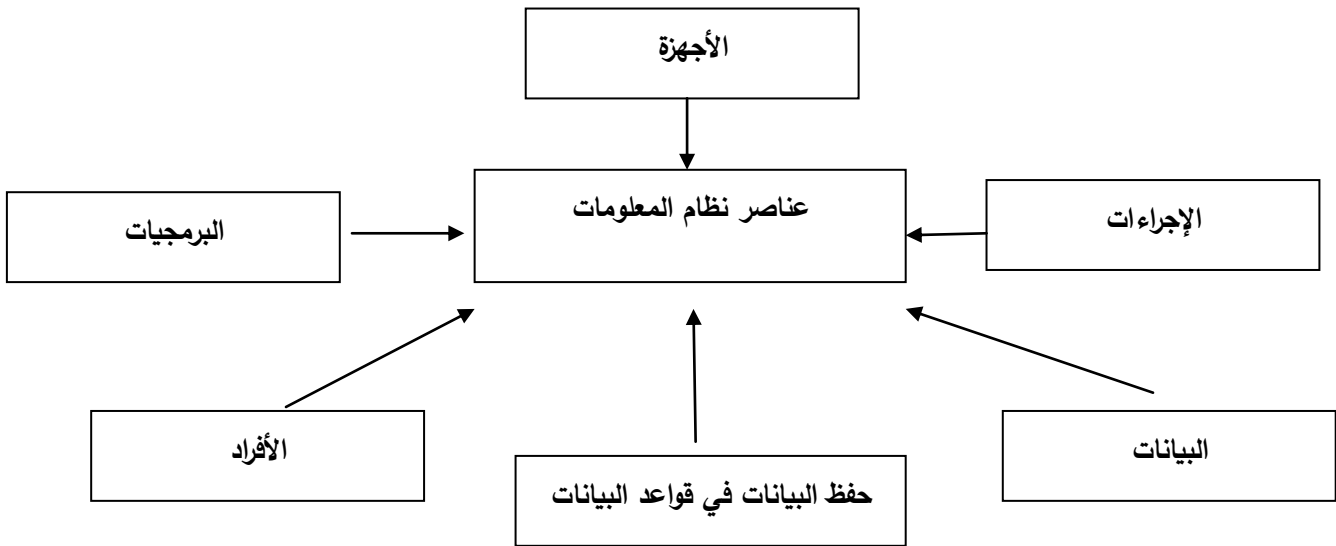 الأجهزة
عناصر نظام المعلومات
الإجراءات
البرمجيات
البيانات
الأفراد
حفظ البيانات في قواعد البيانات